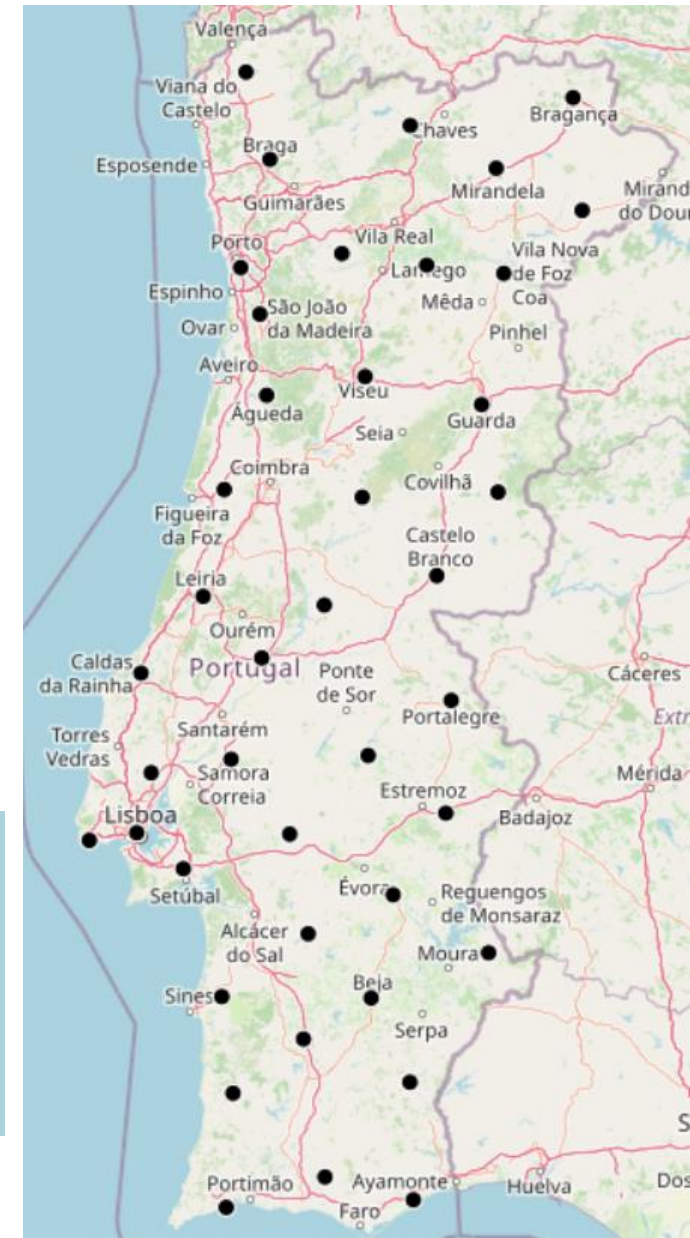 Valença
Viana do
Castelo
Chaves
Bragança
Braga
Esposende
Mirandela
Guimarães
Mirand
do Dour
Porto
Vila Real
Lamego
Vila Nova
de Foz
Coa
Espinho
Mêda
São João
da Madeira
Ovar
Pinhel
Aveiro
Viseu
Águeda
Guarda
Seia
Coimbra
Covilhã
Figueira
da Foz
Castelo
Branco
Leiria
Ourém
Caldas
da Rainha
Portugal
Ponte
de Sor
Cáceres
Portalegre
Extr
Santarém
Torres
Vedras
Samora
Correia
Mérida
Estremoz
Lisboa
Badajoz
Évora
Setúbal
Reguengos
de Monsaraz
Alcácer
do Sal
Moura
Beja
Sines
Serpa
S
Portimão
Ayamonte
Huelva
Dos
Faro